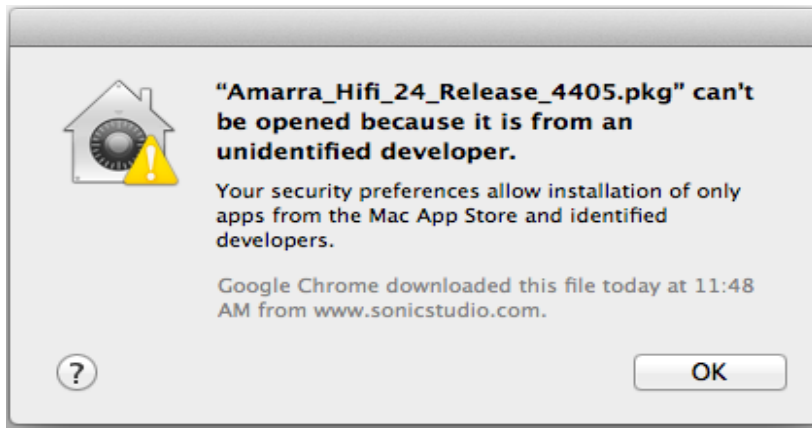 “Amarra_Hifi_24_Release_4405.pkg” can't
be opened because it is from an
unidentified developer.
Your security preferences allow installation of only
apps from the Mac App Store and identified
developers.
Google Chrome downloaded this file today at 11:48
AM from www.sonicstudio.com.
?
OK